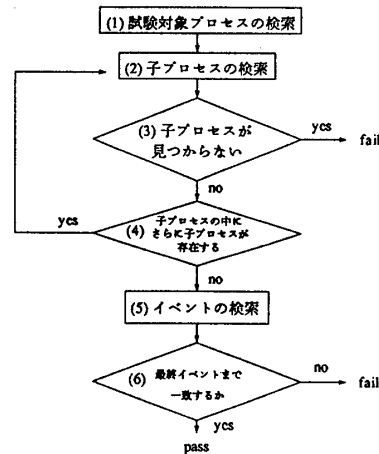 (1) 試験対象プロセスの検索
(2) 子プロセスの検索
(3) 子プロセスが
見つからない
yes
fail
no
子プロセスの中に
(4) さらに子プロセスが
存在する
yes
no
(5) イベントの検索
(6) 最終イベントまで
一致するか
no
fail
yes
pass